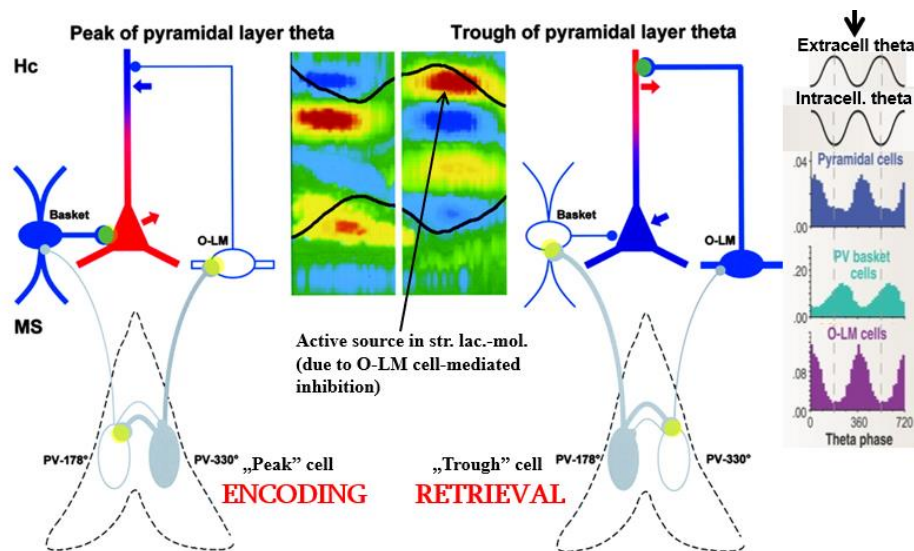 Peak of pyramidal layer theta
Trough of pyramidal layer theta
Hc
Basket
O-LM
MS
PV-178°
PV-330°
Active source in str. lac.-mol.
(due to O-LM cell-mediated
inhibition)
„Peak” cell
ENCODING
„Trough” cell
RETRIEVAL
Basket
O-LM
PV-178°
PV-330°
Extracell theta
Intracell. theta
.04
Pyramidal cells
.00
.20
PV basket
cells
.00
O-LM cells
.08
.00
0 360 720
Theta phase